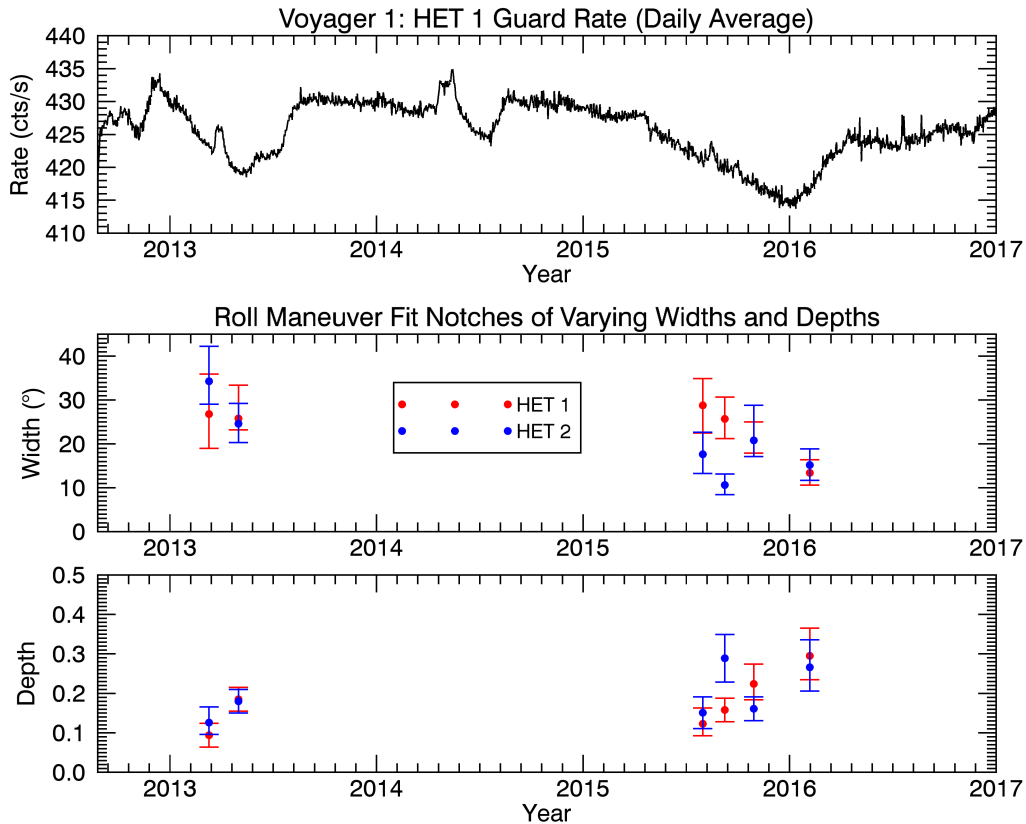 Voyager 1: HET 1 Guard Rate (Daily Average)
440
435
430
425
420
415
410
Rate (cts/s)
2013 2014 2015 2016 2017
Year
Roll Maneuver Fit Notches of Varying Widths and Depths
40
30
20
10
0
Width (°)
HET 1
HET 2
2013 2014 2015 2016 2017
0.5
0.4
0.3
0.2
0.1
0.0
Depth
2013 2014 2015 2016 2017
Year